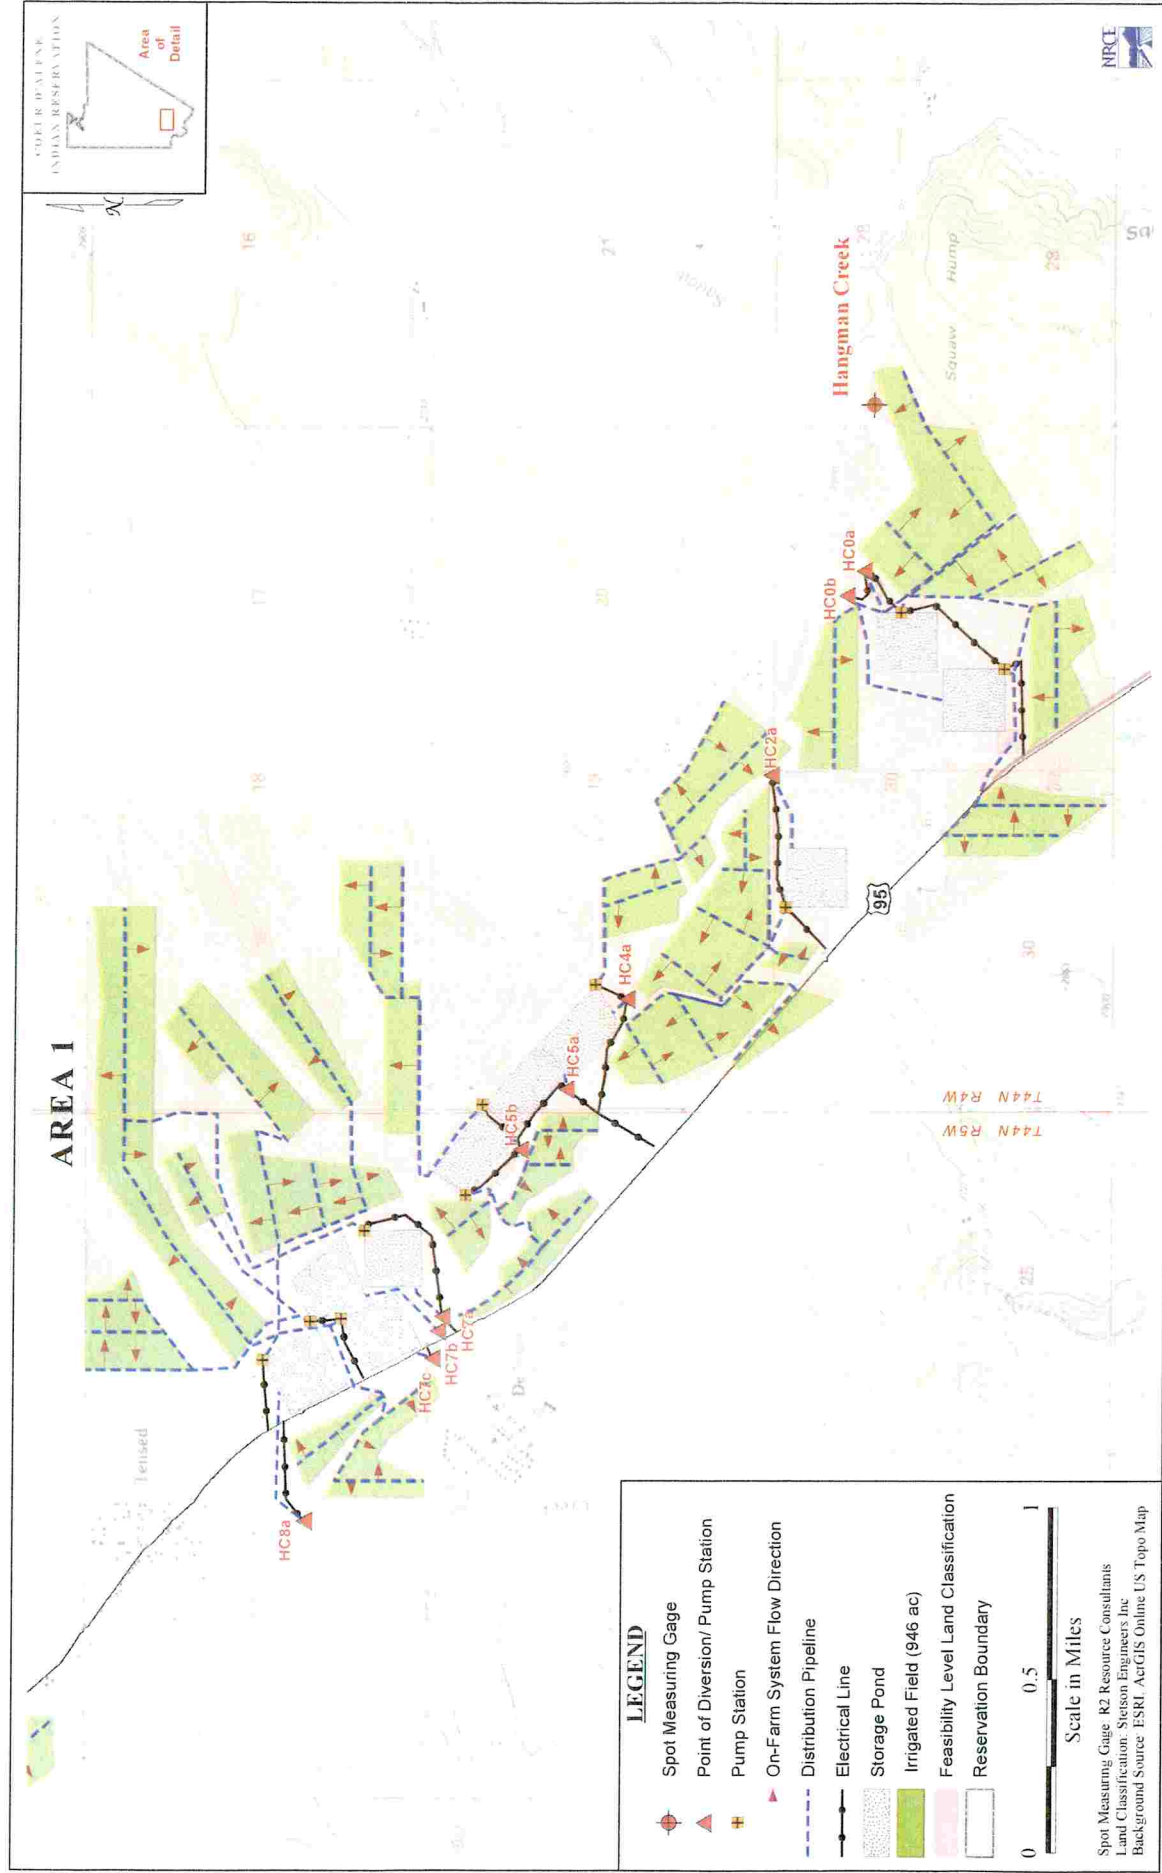 AREA 1
COEUR D'ALENE
INDIAN RESERVATION
Area
of
Detail
N
16
17
18
Tensed
HC8a
HC7c
HC7b
HC7a
De
HC5b
HC5a
HC4a
19
20
21
HC2a
HC0b
HC0a
Hangman Creek
28
Squaw Hump
29
Sq
30
25
95
T44N R5W
T44N R4W
NRCE
LEGEND
Spot Measuring Gage
Point of Diversion/ Pump Station
Pump Station
On-Farm System Flow Direction
Distribution Pipeline
Electrical Line
Storage Pond
Irrigated Field (946 ac)
Feasibility Level Land Classification
Reservation Boundary
0
0.5
1
Scale in Miles
Spot Measuring Gage: R2 Resource Consultants
Land Classification: Stetson Engineers Inc
Background Source: ESRI, ArcGIS Online US Topo Map